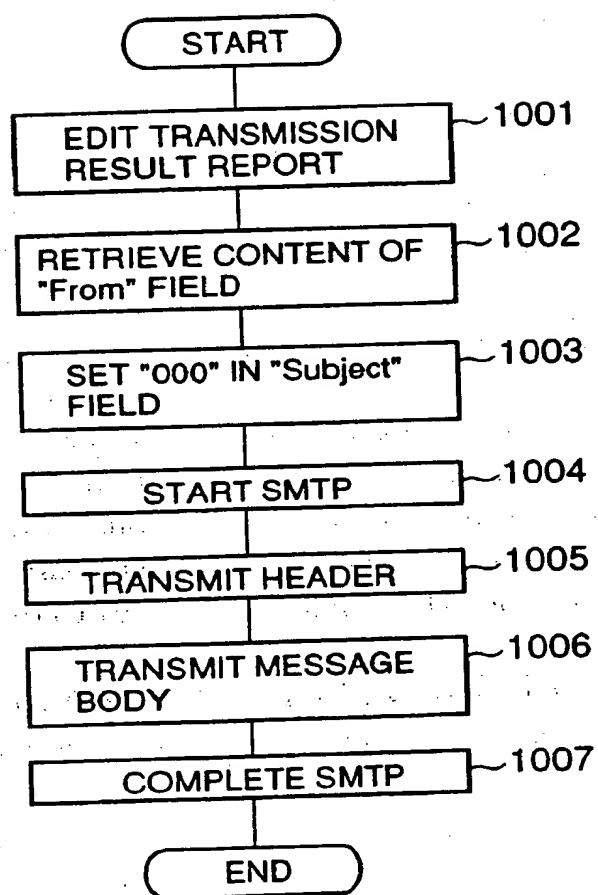 START
EDIT TRANSMISSION
RESULT REPORT
1001
RETRIEVE CONTENT OF
"From" FIELD
1002
SET "000" IN "Subject"
FIELD
1003
START SMTP
1004
TRANSMIT HEADER
1005
TRANSMIT MESSAGE
BODY
1006
COMPLETE SMTP
1007
END